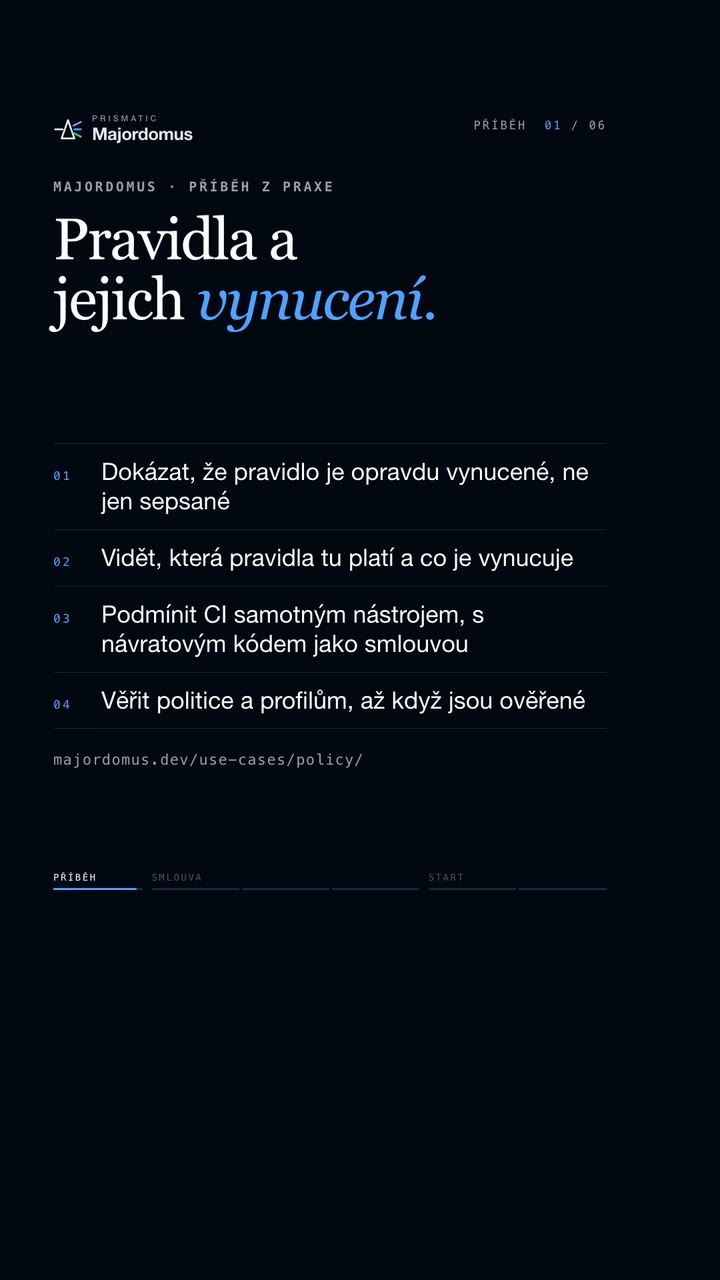 PRISMATIC
Majordomus
PŘÍBĚH 01 / 06
MAJORDOMUS · PŘÍBĚH Z PRAXE
Pravidla a
jejich vynucení.
01 Dokázat, že pravidlo je opravdu vynucené, ne
jen sepsané
02 Vidět, která pravidla tu platí a co je vynucuje
03 Podmínit CI samotným nástrojem, s
návratovým kódem jako smlouvou
04 Věřit politice a profilům, až když jsou ověřené
majordomus.dev/use-cases/policy/
PŘÍBĚH SMLOUVA START